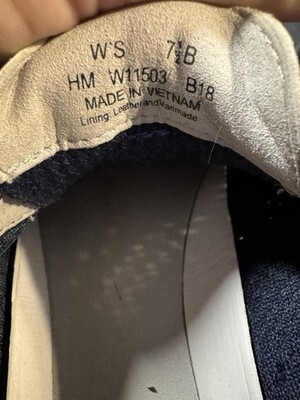 W'S 7½B
HM W11503 B18
MADE IN VIETNAM
Lining: Leather and Manmade